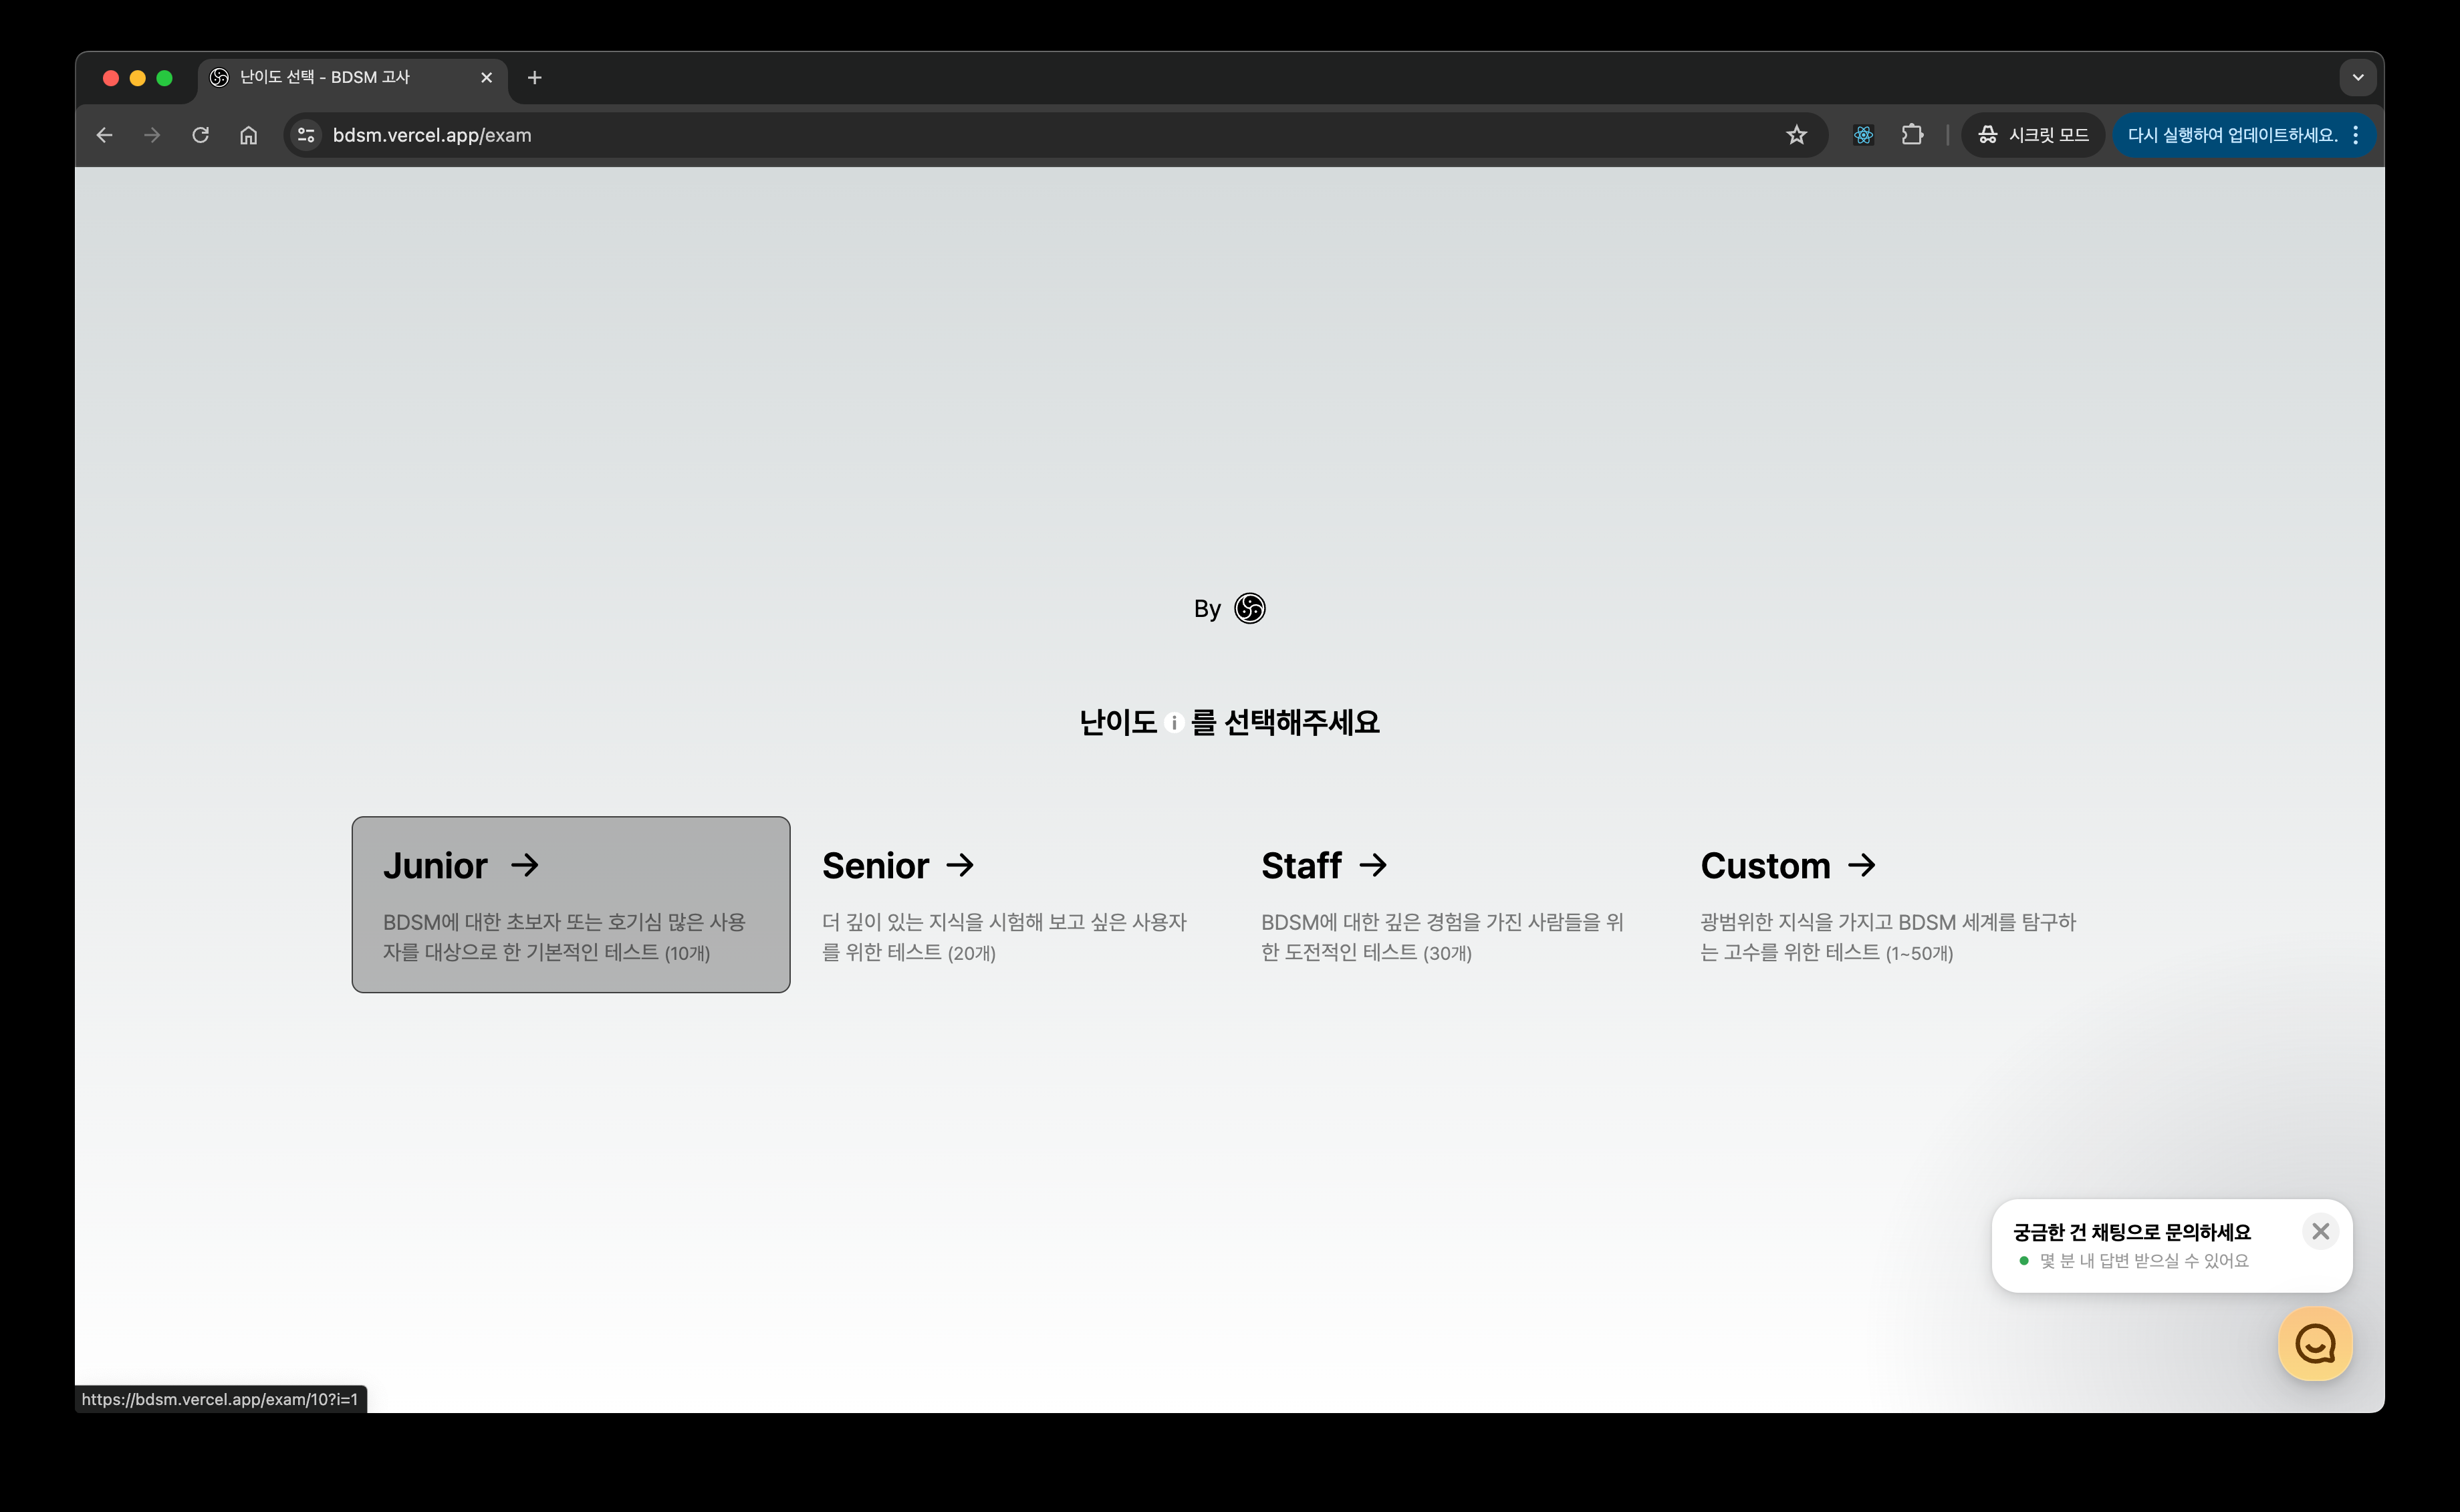 난이도 선택 - BDSM 고사
bdsm.vercel.app/exam
시크릿 모드
다시 실행하여 업데이트하세요.
By
난이도 i 를 선택해주세요
Junior →
BDSM에 대한 초보자 또는 호기심 많은 사용
자를 대상으로 한 기본적인 테스트 (10개)
Senior →
더 깊이 있는 지식을 시험해 보고 싶은 사용자
를 위한 테스트 (20개)
Staff →
BDSM에 대한 깊은 경험을 가진 사람들을 위
한 도전적인 테스트 (30개)
Custom →
광범위한 지식을 가지고 BDSM 세계를 탐구하
는 고수를 위한 테스트 (1~50개)
궁금한 건 채팅으로 문의하세요
몇 분 내 답변 받으실 수 있어요
https://bdsm.vercel.app/exam/10?i=1